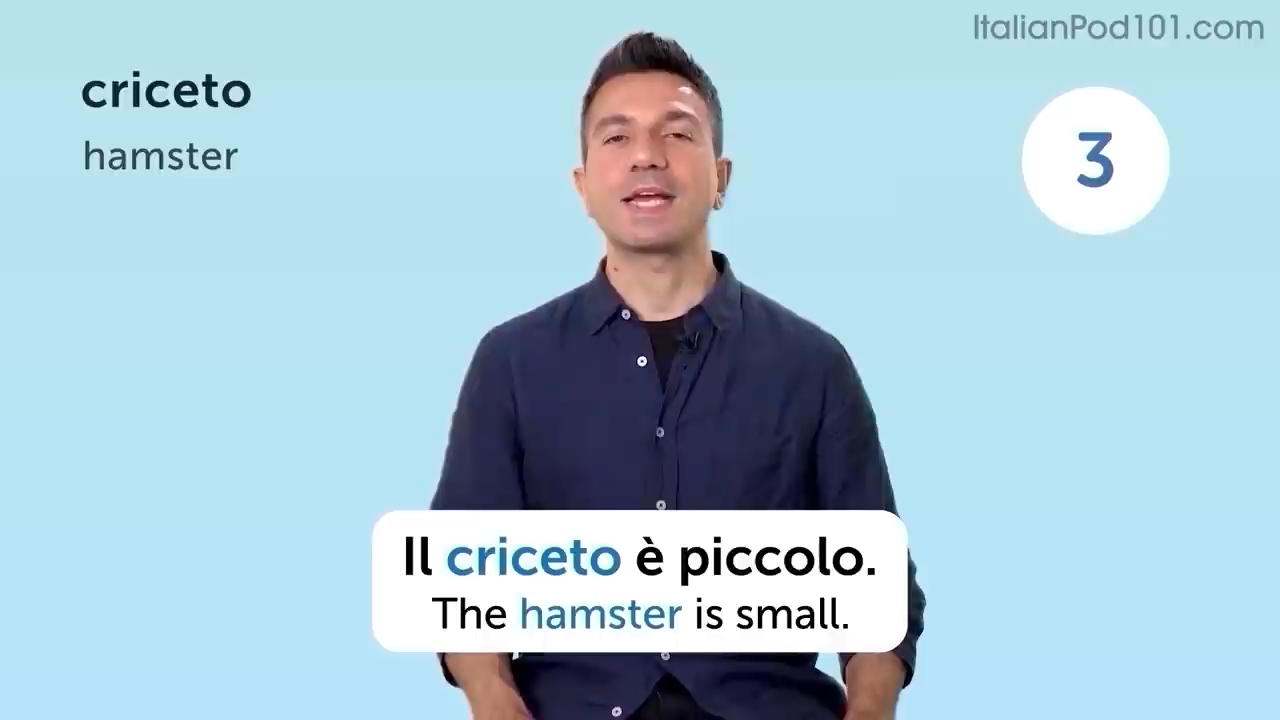 ItalianPod101.com
criceto
hamster
3
Il criceto è piccolo.
The hamster is small.